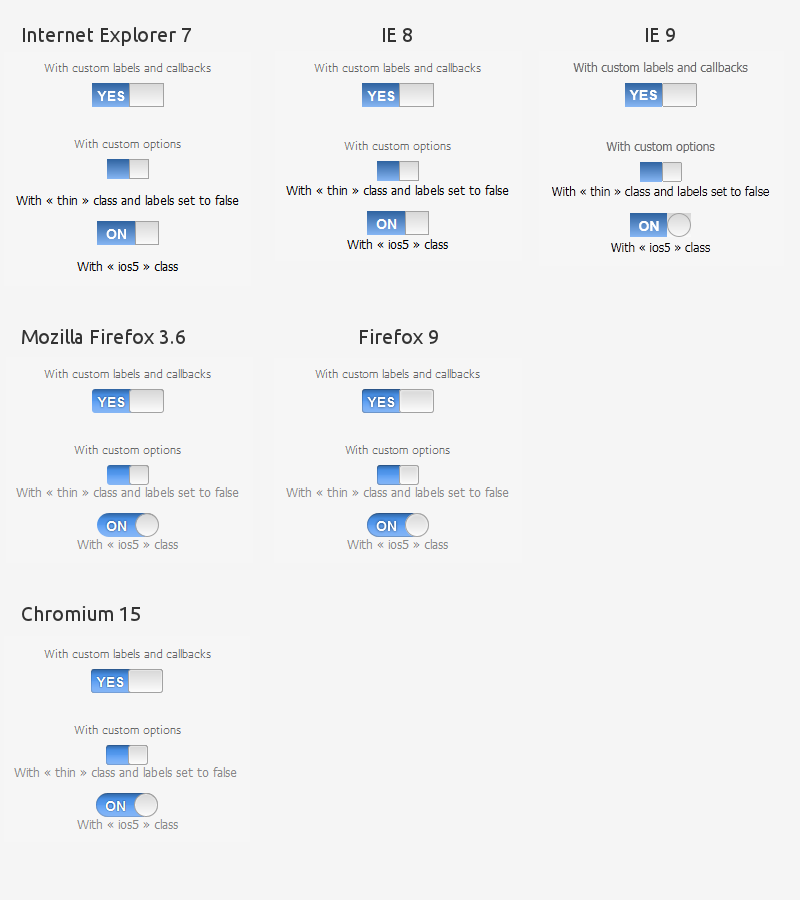 Internet Explorer 7
With custom labels and callbacks
YES
With custom options
With « thin » class and labels set to false
ON
With « ios5 » class
IE 8
With custom labels and callbacks
YES
With custom options
With « thin » class and labels set to false
ON
With « ios5 » class
IE 9
With custom labels and callbacks
YES
With custom options
With « thin » class and labels set to false
ON
With « ios5 » class
Mozilla Firefox 3.6
With custom labels and callbacks
YES
With custom options
With « thin » class and labels set to false
ON
With « ios5 » class
Firefox 9
With custom labels and callbacks
YES
With custom options
With « thin » class and labels set to false
ON
With « ios5 » class
Chromium 15
With custom labels and callbacks
YES
With custom options
With « thin » class and labels set to false
ON
With « ios5 » class